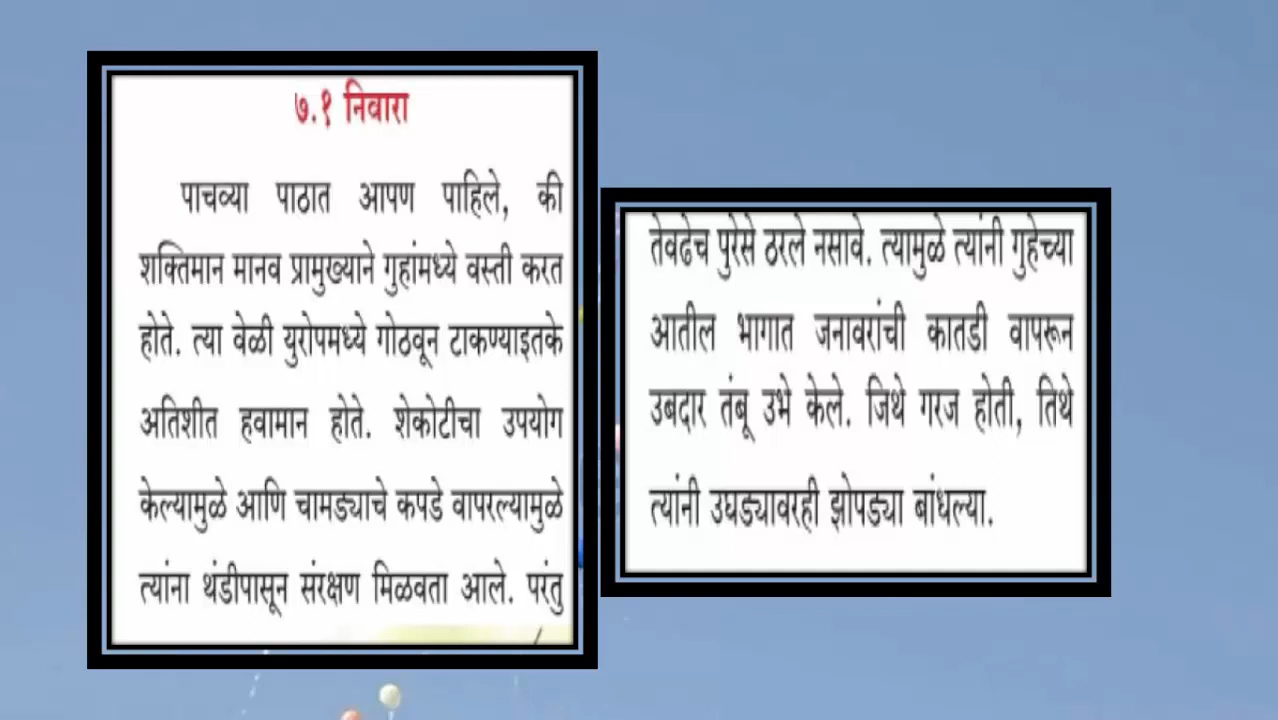 ७.१ निवारा
पाचव्या पाठात आपण पाहिले, की
शक्तिमान मानव प्रामुख्याने गुहांमध्ये वस्ती करत
होते. त्या वेळी युरोपमध्ये गोठवून टाकण्याइतके
अतिशीत हवामान होते. शेकोटीचा उपयोग
केल्यामुळे आणि चामड्याचे कपडे वापरल्यामुळे
त्यांना थंडीपासून संरक्षण मिळवता आले. परंतु
तेवढेच पुरेसे ठरले नसावे. त्यामुळे त्यांनी गुहेच्या
आतील भागात जनावरांची कातडी वापरून
उबदार तंबू उभे केले. जिथे गरज होती, तिथे
त्यांनी उघड्यावरही झोपड्या बांधल्या.